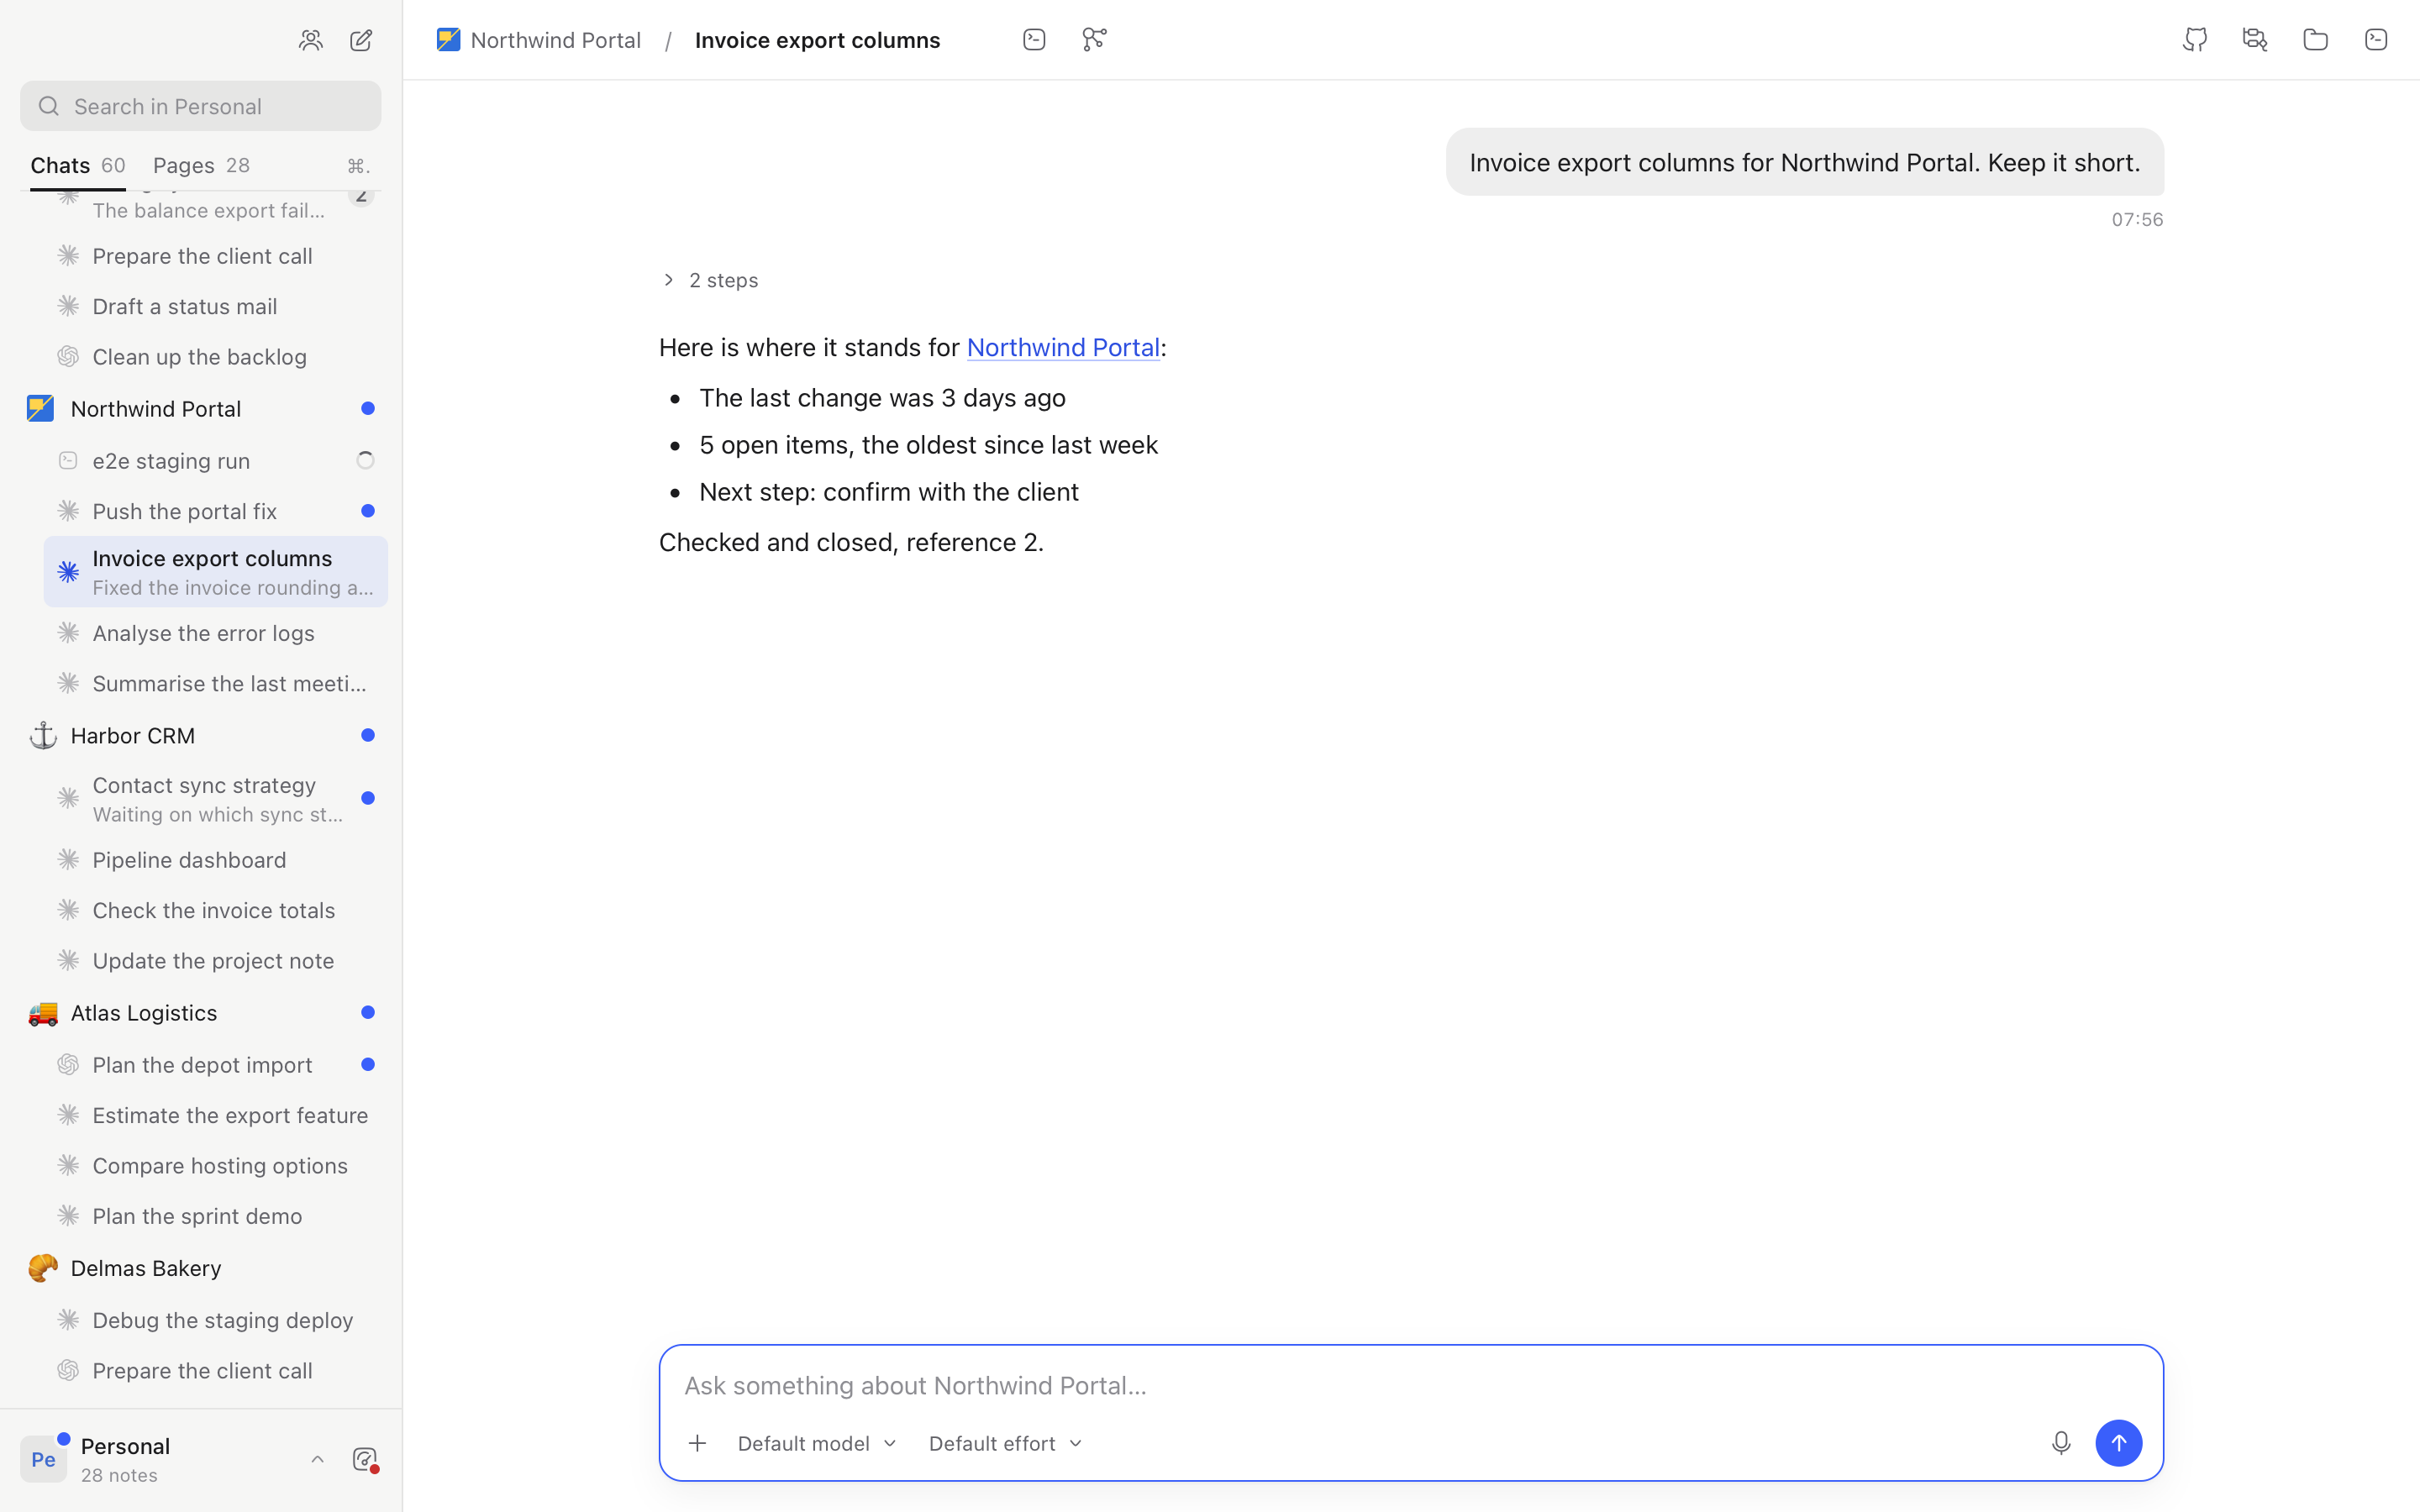 Search in Personal
Chats 60 Pages 28 ⌘.
2
The balance export fail...
Prepare the client call
Draft a status mail
Clean up the backlog
Northwind Portal
e2e staging run
Push the portal fix
Invoice export columns
Fixed the invoice rounding a...
Analyse the error logs
Summarise the last meeti...
Harbor CRM
Contact sync strategy
Waiting on which sync st...
Pipeline dashboard
Check the invoice totals
Update the project note
Atlas Logistics
Plan the depot import
Estimate the export feature
Compare hosting options
Plan the sprint demo
Delmas Bakery
Debug the staging deploy
Prepare the client call
Pe
Personal
28 notes
Northwind Portal / Invoice export columns
Invoice export columns for Northwind Portal. Keep it short.
07:56
2 steps
Here is where it stands for Northwind Portal:
• The last change was 3 days ago
• 5 open items, the oldest since last week
• Next step: confirm with the client
Checked and closed, reference 2.
Ask something about Northwind Portal...
Default model
Default effort